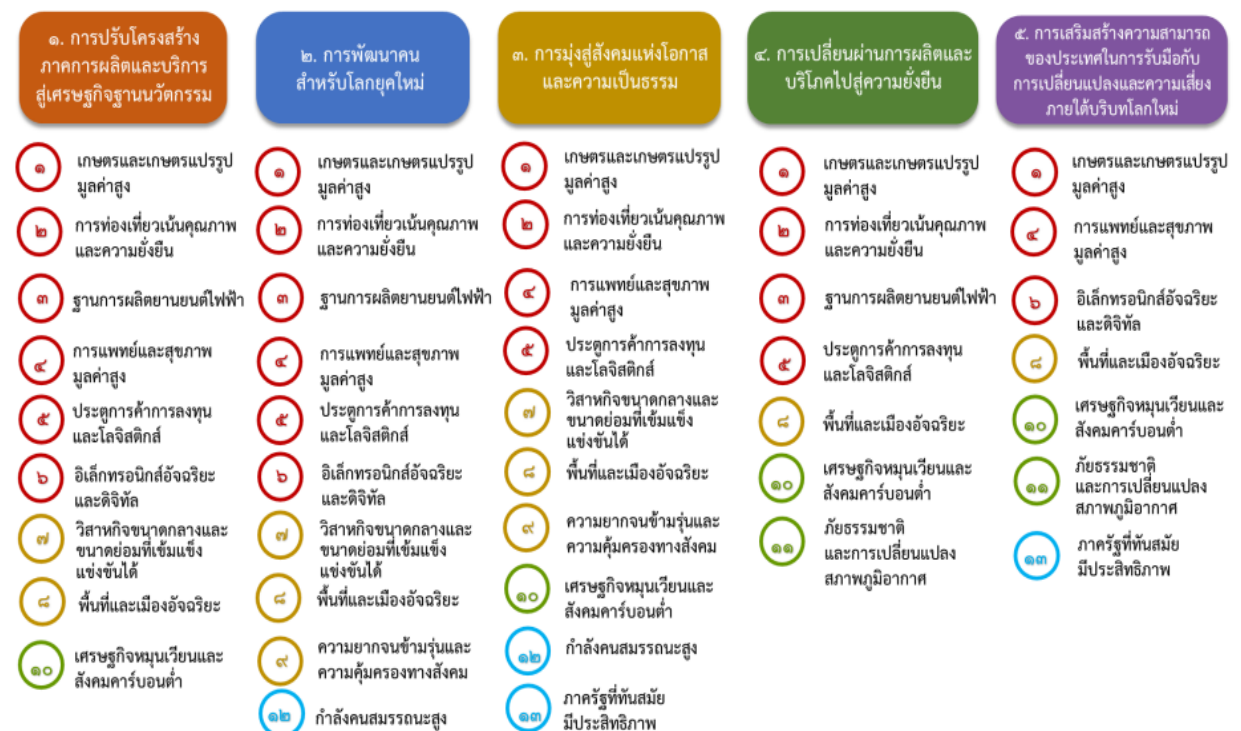 ๑. การปรับโครงสร้าง
ภาคการผลิตและบริการ
สู่เศรษฐกิจฐานนวัตกรรม
๑
เกษตรและเกษตรแปรรูป
มูลค่าสูง
๒
การท่องเที่ยวเน้นคุณภาพ
และความยั่งยืน
๓
ฐานการผลิตยานยนต์ไฟฟ้า
๔
การแพทย์และสุขภาพ
มูลค่าสูง
๕
ประตูการค้าการลงทุน
และโลจิสติกส์
๖
อิเล็กทรอนิกส์อัจฉริยะ
และดิจิทัล
๗
วิสาหกิจขนาดกลางและ
ขนาดย่อมที่เข้มแข็ง
แข่งขันได้
๘
พื้นที่และเมืองอัจฉริยะ
๑๐
เศรษฐกิจหมุนเวียนและ
สังคมคาร์บอนต่ำ
๒. การพัฒนาคน
สำหรับโลกยุคใหม่
๑
เกษตรและเกษตรแปรรูป
มูลค่าสูง
๒
การท่องเที่ยวเน้นคุณภาพ
และความยั่งยืน
๓
ฐานการผลิตยานยนต์ไฟฟ้า
๔
การแพทย์และสุขภาพ
มูลค่าสูง
๕
ประตูการค้าการลงทุน
และโลจิสติกส์
๖
อิเล็กทรอนิกส์อัจฉริยะ
และดิจิทัล
๗
วิสาหกิจขนาดกลางและ
ขนาดย่อมที่เข้มแข็ง
แข่งขันได้
๘
พื้นที่และเมืองอัจฉริยะ
๙
ความยากจนข้ามรุ่นและ
ความคุ้มครองทางสังคม
๑๒
กำลังคนสมรรถนะสูง
๓. การมุ่งสู่สังคมแห่งโอกาส
และความเป็นธรรม
๑
เกษตรและเกษตรแปรรูป
มูลค่าสูง
๒
การท่องเที่ยวเน้นคุณภาพ
และความยั่งยืน
๔
การแพทย์และสุขภาพ
มูลค่าสูง
๕
ประตูการค้าการลงทุน
และโลจิสติกส์
๗
วิสาหกิจขนาดกลางและ
ขนาดย่อมที่เข้มแข็ง
แข่งขันได้
๘
พื้นที่และเมืองอัจฉริยะ
๙
ความยากจนข้ามรุ่นและ
ความคุ้มครองทางสังคม
๑๐
เศรษฐกิจหมุนเวียนและ
สังคมคาร์บอนต่ำ
๑๒
กำลังคนสมรรถนะสูง
๑๓
ภาครัฐที่ทันสมัย
มีประสิทธิภาพ
๔. การเปลี่ยนผ่านการผลิตและ
บริโภคไปสู่ความยั่งยืน
๑
เกษตรและเกษตรแปรรูป
มูลค่าสูง
๒
การท่องเที่ยวเน้นคุณภาพ
และความยั่งยืน
๓
ฐานการผลิตยานยนต์ไฟฟ้า
๕
ประตูการค้าการลงทุน
และโลจิสติกส์
๘
พื้นที่และเมืองอัจฉริยะ
๑๐
เศรษฐกิจหมุนเวียนและ
สังคมคาร์บอนต่ำ
๑๑
ภัยธรรมชาติ
และการเปลี่ยนแปลง
สภาพภูมิอากาศ
๕. การเสริมสร้างความสามารถ
ของประเทศในการรับมือกับ
การเปลี่ยนแปลงและความเสี่ยง
ภายใต้บริบทโลกใหม่
๑
เกษตรและเกษตรแปรรูป
มูลค่าสูง
๔
การแพทย์และสุขภาพ
มูลค่าสูง
๖
อิเล็กทรอนิกส์อัจฉริยะ
และดิจิทัล
๘
พื้นที่และเมืองอัจฉริยะ
๑๐
เศรษฐกิจหมุนเวียนและ
สังคมคาร์บอนต่ำ
๑๑
ภัยธรรมชาติ
และการเปลี่ยนแปลง
สภาพภูมิอากาศ
๑๓
ภาครัฐที่ทันสมัย
มีประสิทธิภาพ